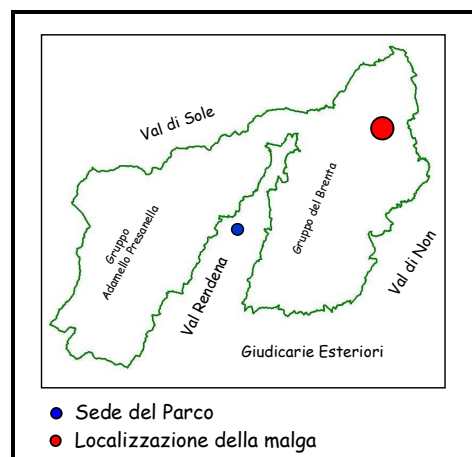 Val di Sole
Gruppo del Brenta
Gruppo
Adamello Presanella
Val di Non
Val Rendena
Giudicarie Esteriori
Sede del Parco
Localizzazione della malga